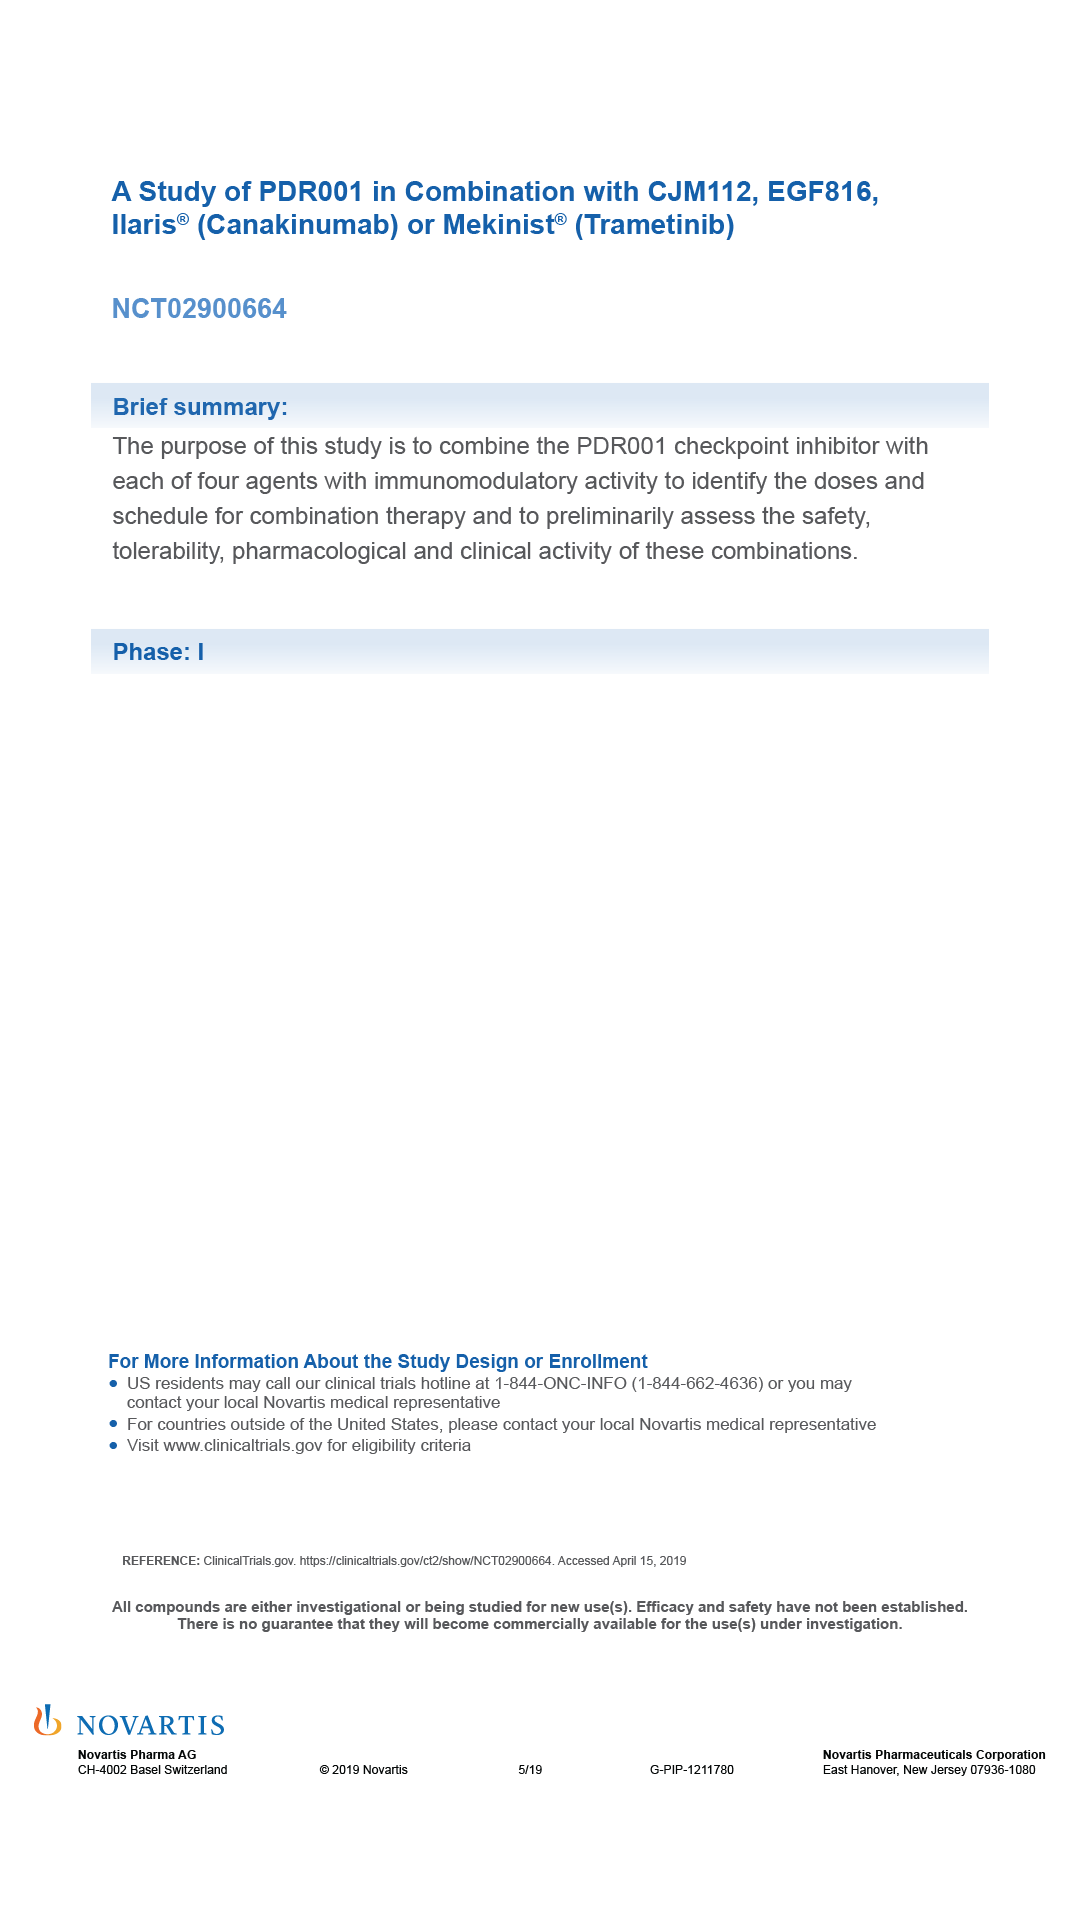 A Study of PDR001 in Combination with CJM112, EGF816,
Ilaris® (Canakinumab) or Mekinist® (Trametinib)
NCT02900664
Brief summary:
The purpose of this study is to combine the PDR001 checkpoint inhibitor with
each of four agents with immunomodulatory activity to identify the doses and
schedule for combination therapy and to preliminarily assess the safety,
tolerability, pharmacological and clinical activity of these combinations.
Phase: I
For More Information About the Study Design or Enrollment
• US residents may call our clinical trials hotline at 1-844-ONC-INFO (1-844-662-4636) or you may
contact your local Novartis medical representative
• For countries outside of the United States, please contact your local Novartis medical representative
• Visit www.clinicaltrials.gov for eligibility criteria
REFERENCE: ClinicalTrials.gov. https://clinicaltrials.gov/ct2/show/NCT02900664. Accessed April 15, 2019
All compounds are either investigational or being studied for new use(s). Efficacy and safety have not been established.
There is no guarantee that they will become commercially available for the use(s) under investigation.
NOVARTIS
Novartis Pharma AG
CH-4002 Basel Switzerland
© 2019 Novartis
5/19
G-PIP-1211780
Novartis Pharmaceuticals Corporation
East Hanover, New Jersey 07936-1080